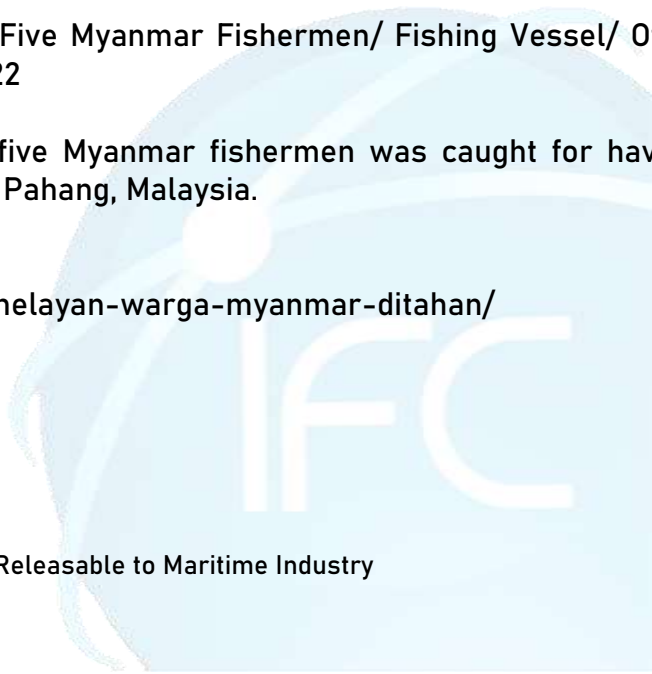 Five Myanmar Fishermen/ Fishing Vessel/ O
22
five Myanmar fishermen was caught for hav
Pahang, Malaysia.
nelayan-warga-myanmar-ditahan/
IFC
Releasable to Maritime Industry